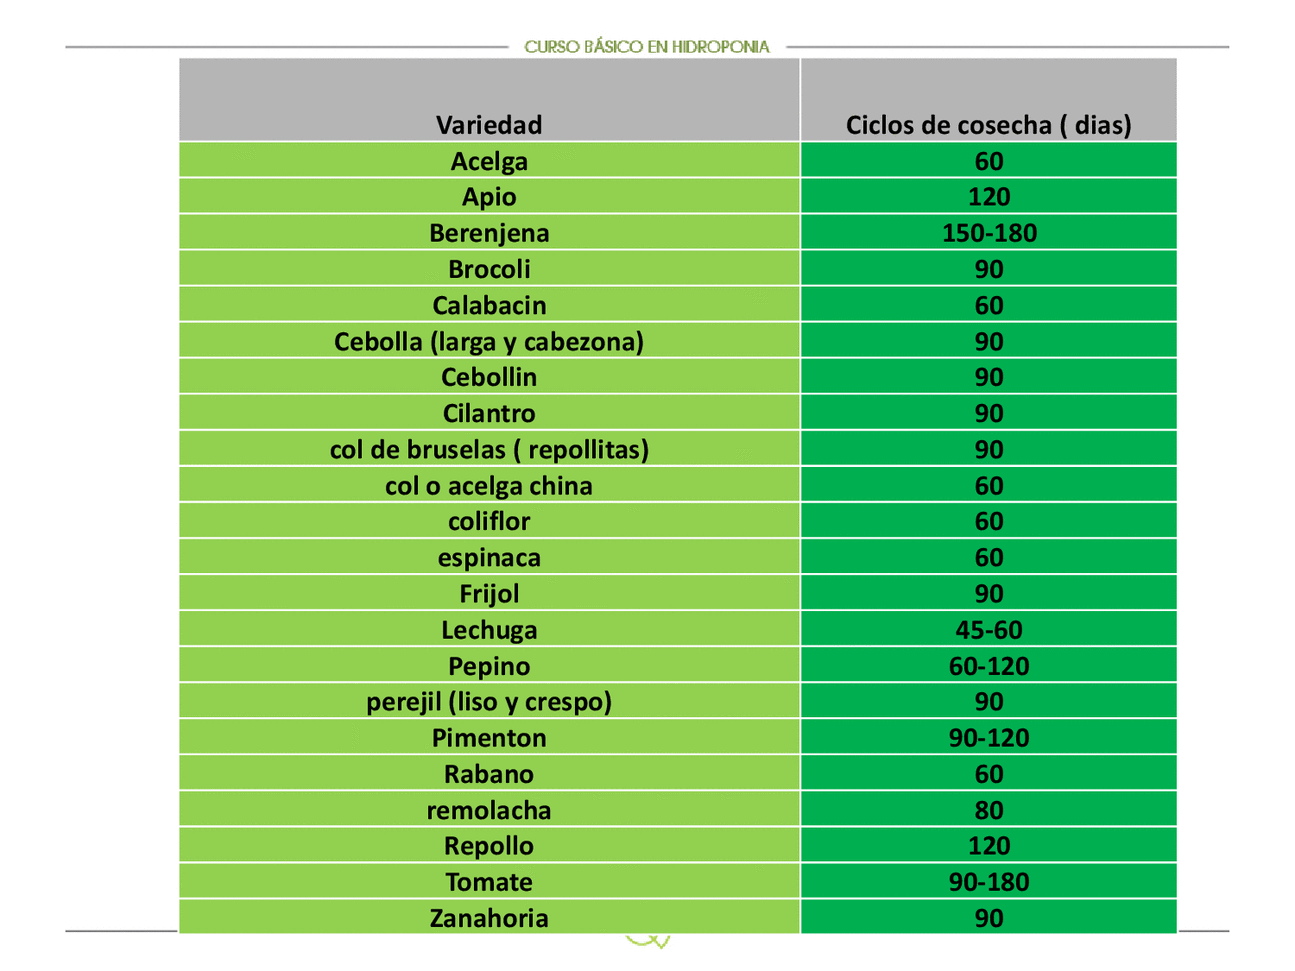 CURSO BÁSICO EN HIDROPONIA
Variedad Ciclos de cosecha ( dias)
Acelga 60
Apio 120
Berenjena 150-180
Brocoli 90
Calabacin 60
Cebolla (larga y cabezona) 90
Cebollin 90
Cilantro 90
col de bruselas ( repollitas) 90
col o acelga china 60
coliflor 60
espinaca 60
Frijol 90
Lechuga 45-60
Pepino 60-120
perejil (liso y crespo) 90
Pimenton 90-120
Rabano 60
remolacha 80
Repollo 120
Tomate 90-180
Zanahoria 90